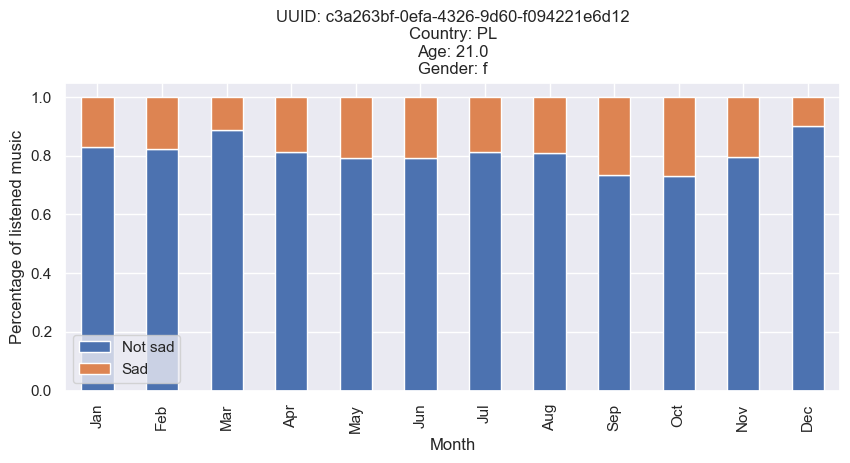 UUID: c3a263bf-0efa-4326-9d60-f094221e6d12
Country: PL
Age: 21.0
Gender: f
Percentage of listened music
1.0
0.8
0.6
0.4
0.2
0.0
Not sad
Sad
Jan
Feb
Mar
Apr
May
Jun
Jul
Aug
Sep
Oct
Nov
Dec
Month